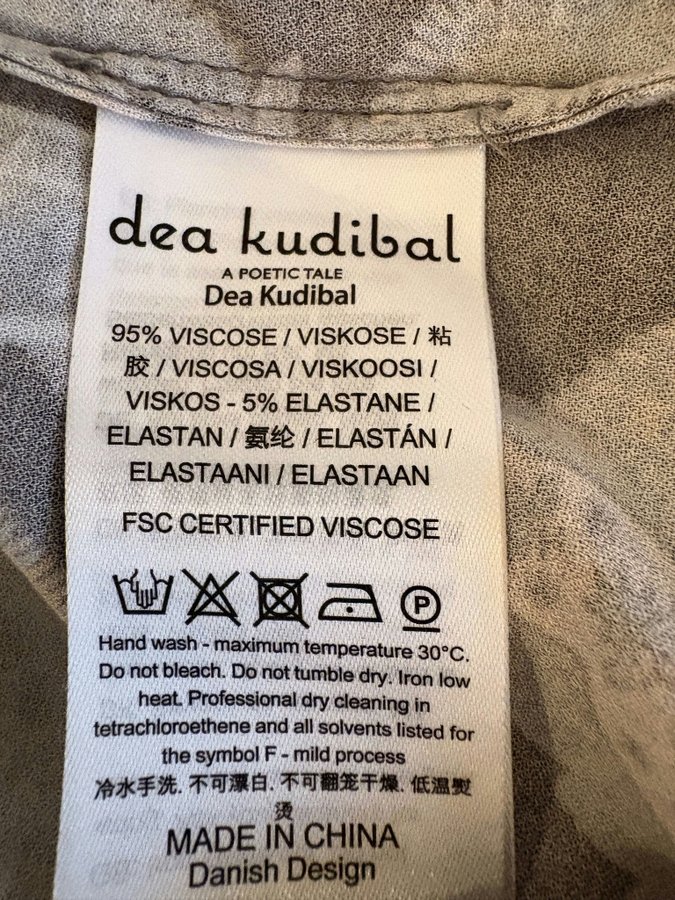 dea kudibal
A POETIC TALE
Dea Kudibal
95% VISCOSE / VISKOSE / 粘
胶 / VISCOSA / VISKOOSI /
VISKOS - 5% ELASTANE /
ELASTAN / 氨纶 / ELASTÁN /
ELASTAANI / ELASTAAN
FSC CERTIFIED VISCOSE
P
Hand wash - maximum temperature 30°C.
Do not bleach. Do not tumble dry. Iron low
heat. Professional dry cleaning in
tetrachloroethene and all solvents listed for
the symbol F - mild process
冷水手洗. 不可漂白. 不可翻笼干燥. 低温熨
烫
MADE IN CHINA
Danish Design